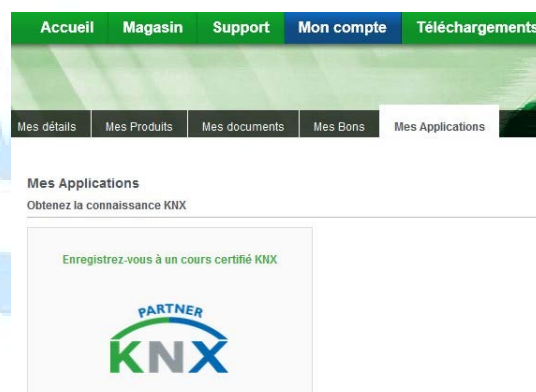 Accueil Magasin Support Mon compte Téléchargements
Mes détails Mes Produits Mes documents Mes Bons Mes Applications
Mes Applications
Obtenez la connaissance KNX
Enregistrez-vous à un cours certifié KNX
PARTNER
KNX